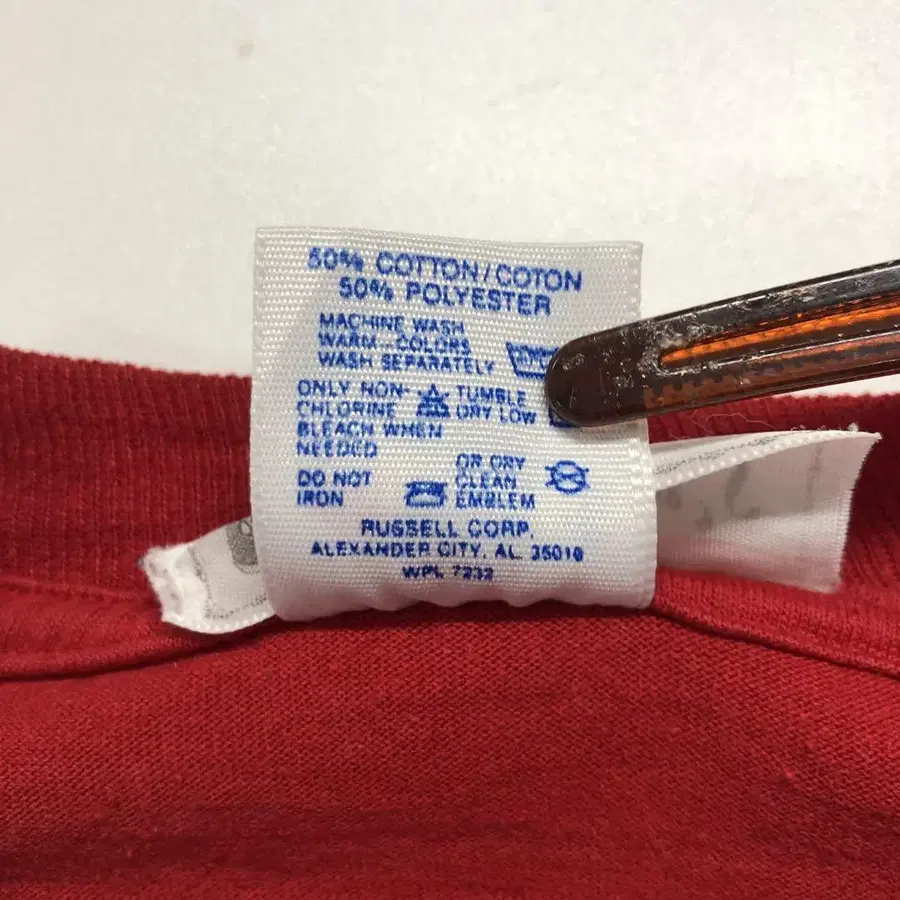 50% COTTON/COTON
50% POLYESTER
MACHINE WASH
WARM-COLORS
WASH SEPARATELY
ONLY NON-
CHLORINE
BLEACH WHEN
NEEDED
TUMBLE
DRY LOW
DO NOT
IRON
OR DRY
CLEAN
EMBLEM
RUSSELL CORP.
ALEXANDER CITY, AL. 35010
WPL 7232